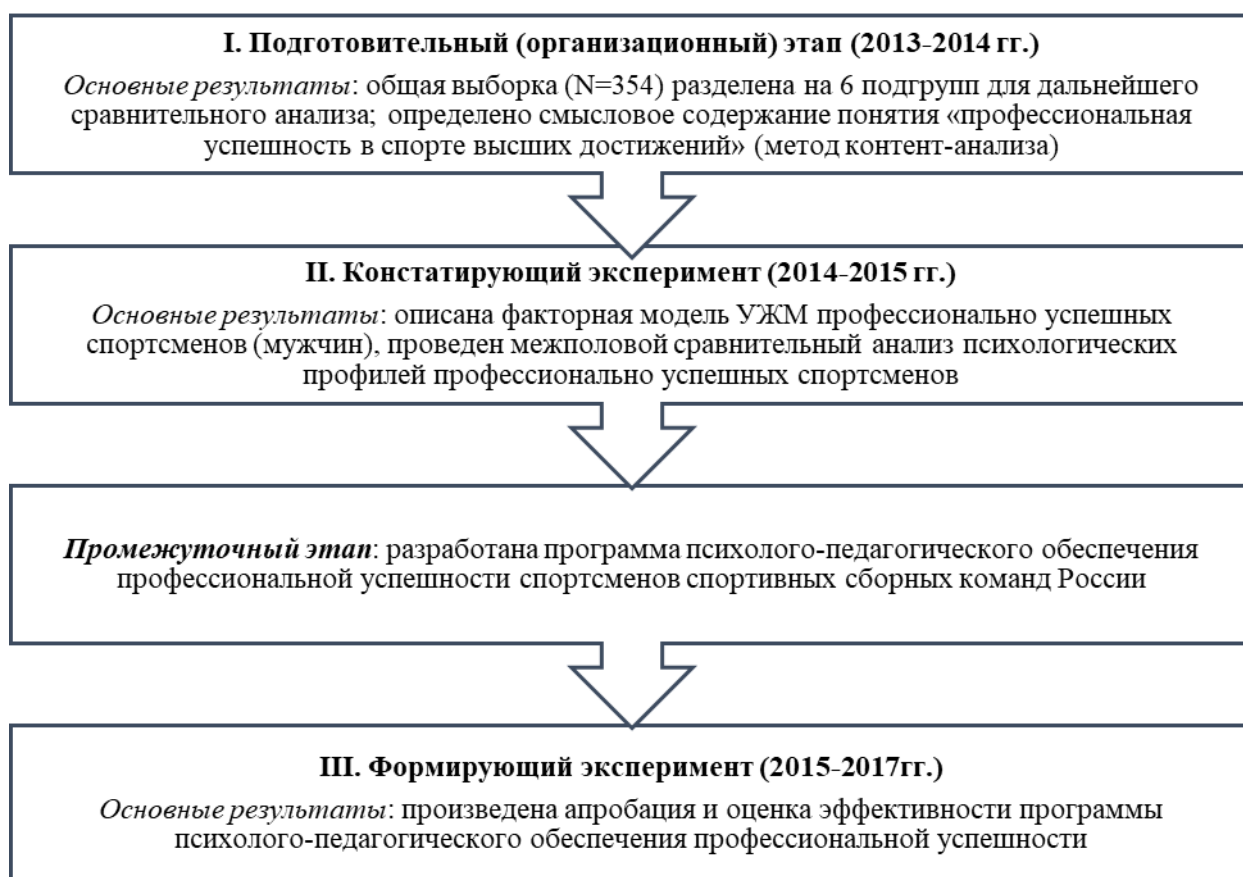 I. Подготовительный (организационный) этап (2013-2014 гг.)
Основные результаты: общая выборка (N=354) разделена на 6 подгрупп для дальнейшего
сравнительного анализа; определено смысловое содержание понятия «профессиональная
успешность в спорте высших достижений» (метод контент-анализа)
II. Констатирующий эксперимент (2014-2015 гг.)
Основные результаты: описана факторная модель УЖМ профессионально успешных
спортсменов (мужчин), проведен межполовой сравнительный анализ психологических
профилей профессионально успешных спортсменов
Промежуточный этап: разработана программа психолого-педагогического обеспечения
профессиональной успешности спортсменов спортивных сборных команд России
III. Формирующий эксперимент (2015-2017гг.)
Основные результаты: произведена апробация и оценка эффективности программы
психолого-педагогического обеспечения профессиональной успешности